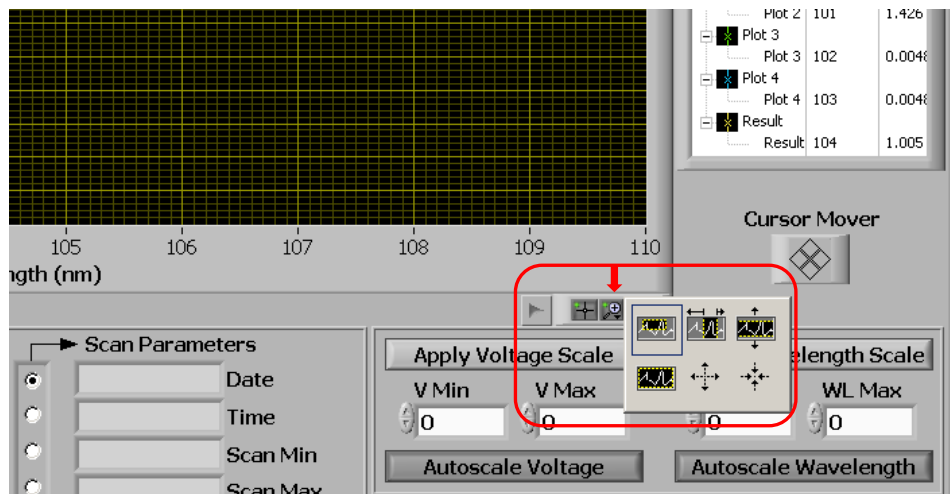 Plot 2 101 1.426
Plot 3
Plot 3 102 0.0048
Plot 4
Plot 4 103 0.0048
Result
Result 104 1.005
105 106 107 108 109 110
ngth (nm)
Cursor Mover
Scan Parameters
Date
Time
Scan Min
Scan Max
Apply Voltage Scale
elength Scale
V Min V Max WL Max
0 0 0 0
Autoscale Voltage Autoscale Wavelength